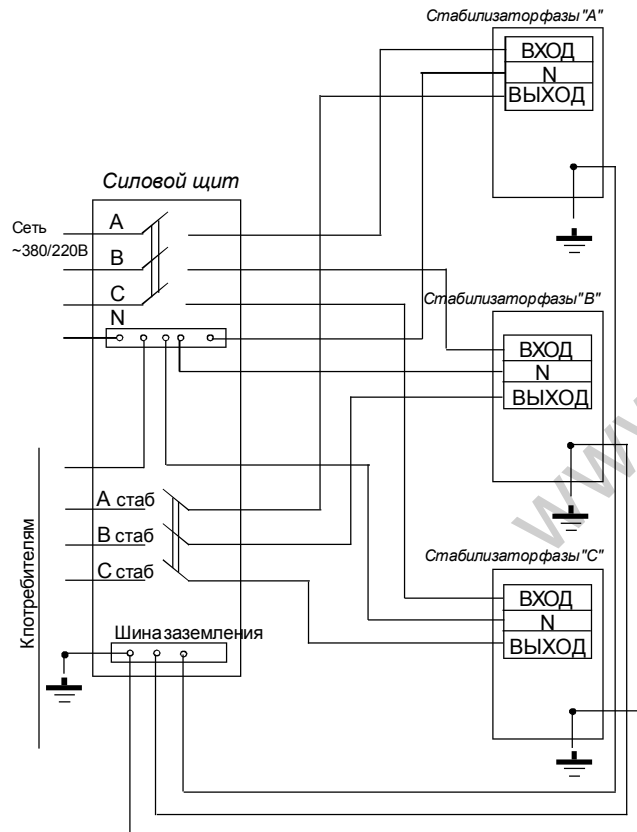 Стабилизаторфазы"А"
ВХОД
N
ВЫХОД
Силовой щит
Сеть
~380/220В
A
B
C
N
Стабилизаторфазы"В"
ВХОД
N
ВЫХОД
А стаб
В стаб
С стаб
Кпотребителям
Шиназаземления
Стабилизаторфазы"С"
ВХОД
N
ВЫХОД
www